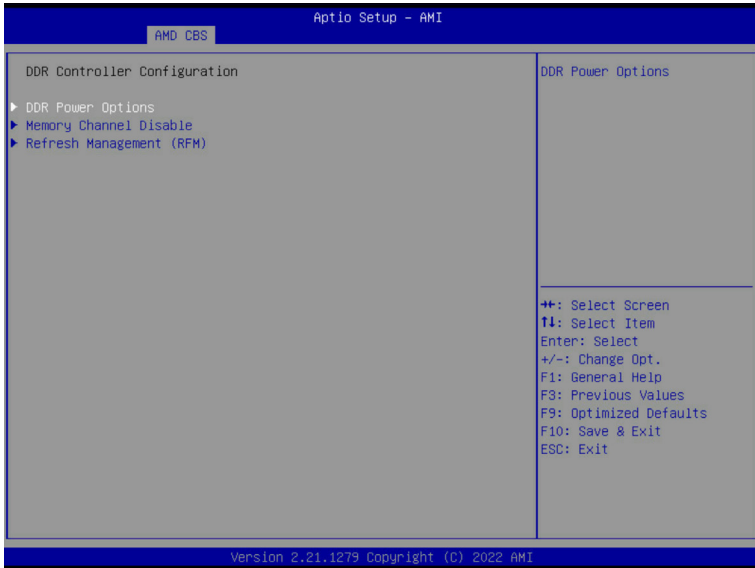 Aptio Setup – AMI
AMD CBS
DDR Controller Configuration
DDR Power Options
▶ DDR Power Options
▶ Memory Channel Disable
▶ Refresh Management (RFM)
→←: Select Screen
↑↓: Select Item
Enter: Select
+/-: Change Opt.
F1: General Help
F3: Previous Values
F9: Optimized Defaults
F10: Save & Exit
ESC: Exit
Version 2.21.1279 Copyright (C) 2022 AMI